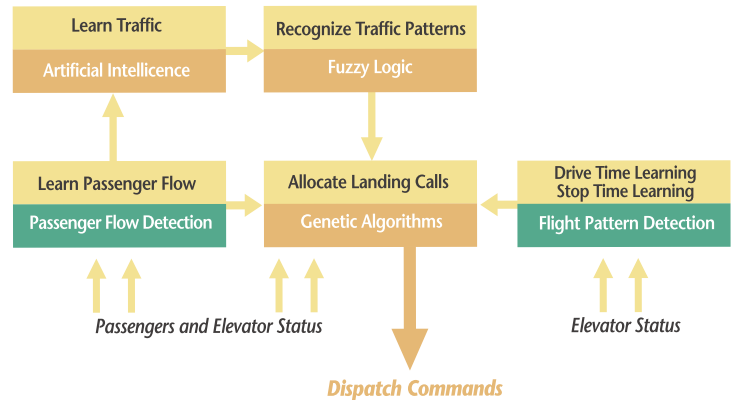 Learn Traffic
Artificial Intellicence
Recognize Traffic Patterns
Fuzzy Logic
Learn Passenger Flow
Passenger Flow Detection
Allocate Landing Calls
Genetic Algorithms
Drive Time Learning
Stop Time Learning
Flight Pattern Detection
Passengers and Elevator Status
Elevator Status
Dispatch Commands